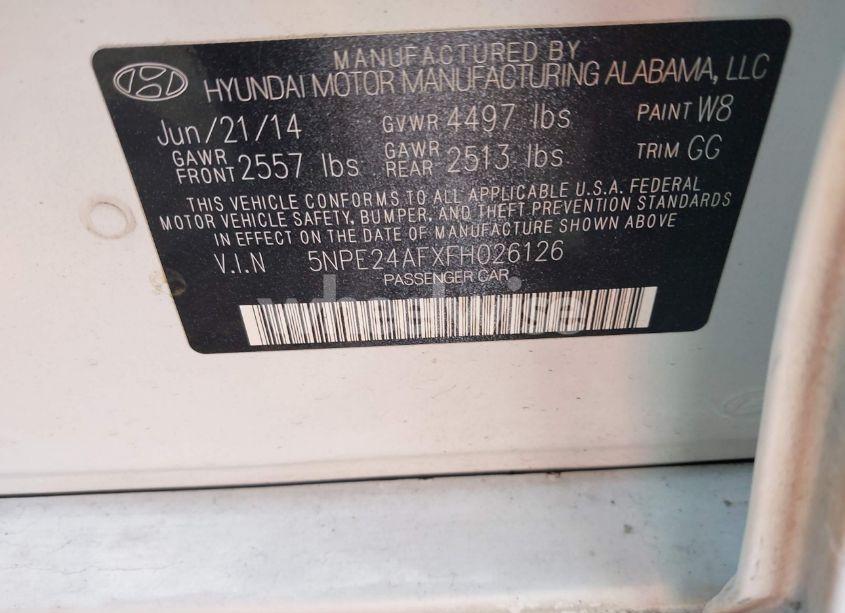 MANUFACTURED BY
HYUNDAI MOTOR MANUFACTURING ALABAMA, LLC
Jun/21/14 GVWR 4497 lbs PAINT W8
GAWR FRONT 2557 lbs GAWR REAR 2513 lbs TRIM GG
THIS VEHICLE CONFORMS TO ALL APPLICABLE U.S.A. FEDERAL
MOTOR VEHICLE SAFETY, BUMPER, AND THEFT PREVENTION STANDARDS
IN EFFECT ON THE DATE OF MANUFACTURE SHOWN ABOVE
V.I.N 5NPE24AFXFH026126
PASSENGER CAR